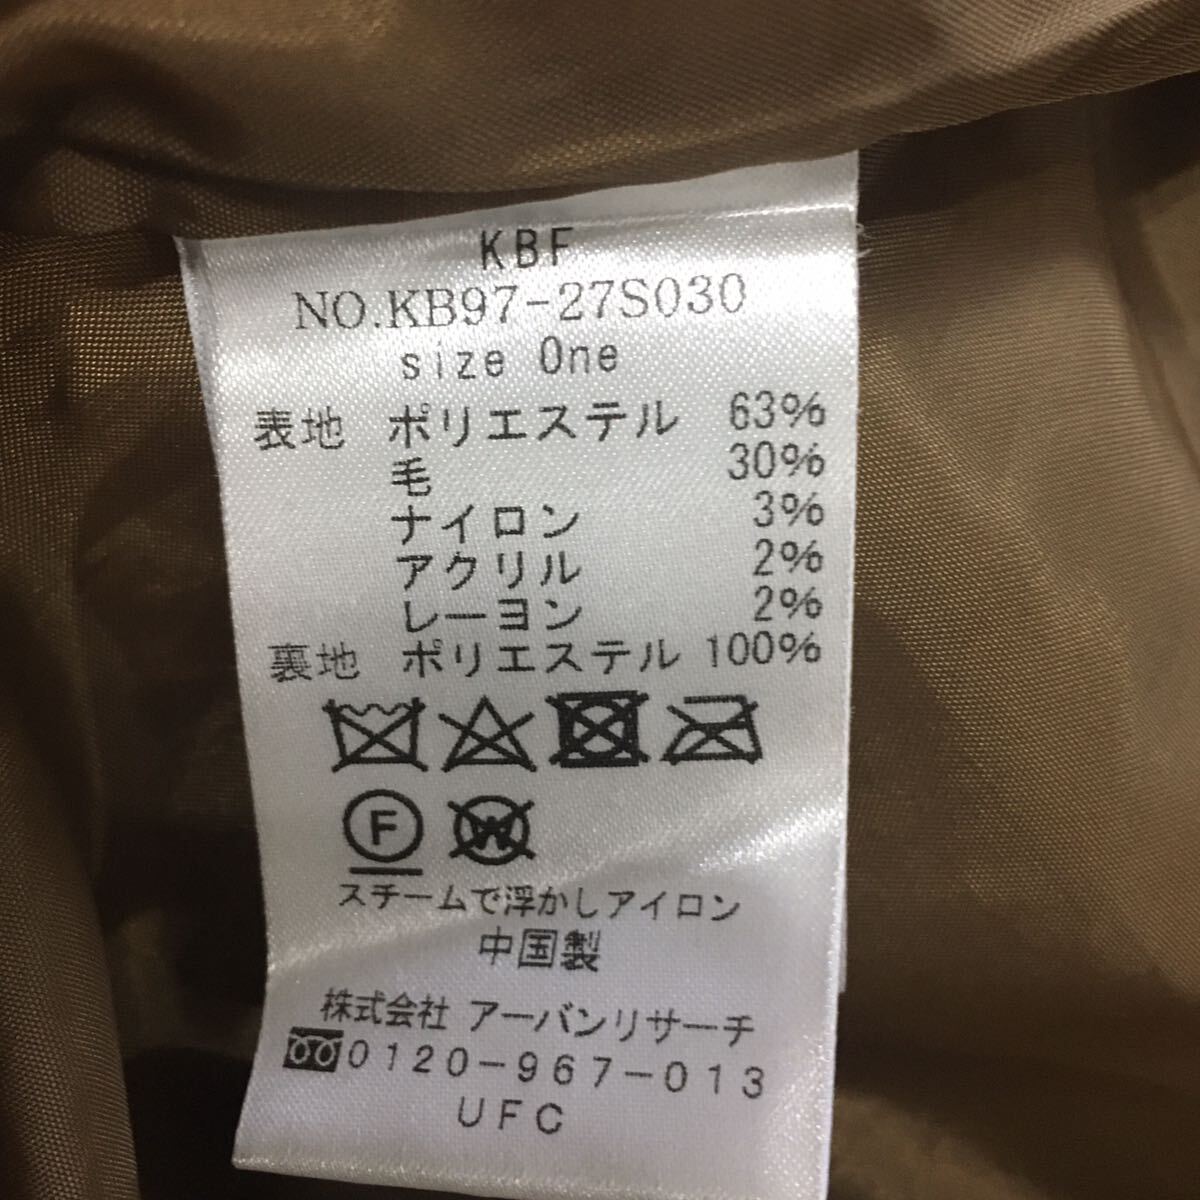 KBF
NO.KB97-27S030
size One
表地 ポリエステル 63%
毛 30%
ナイロン 3%
アクリル 2%
レーヨン 2%
裏地 ポリエステル 100%
F W
スチームで浮かしアイロン
中国製
株式会社 アーバンリサーチ
0120-967-013
UFC